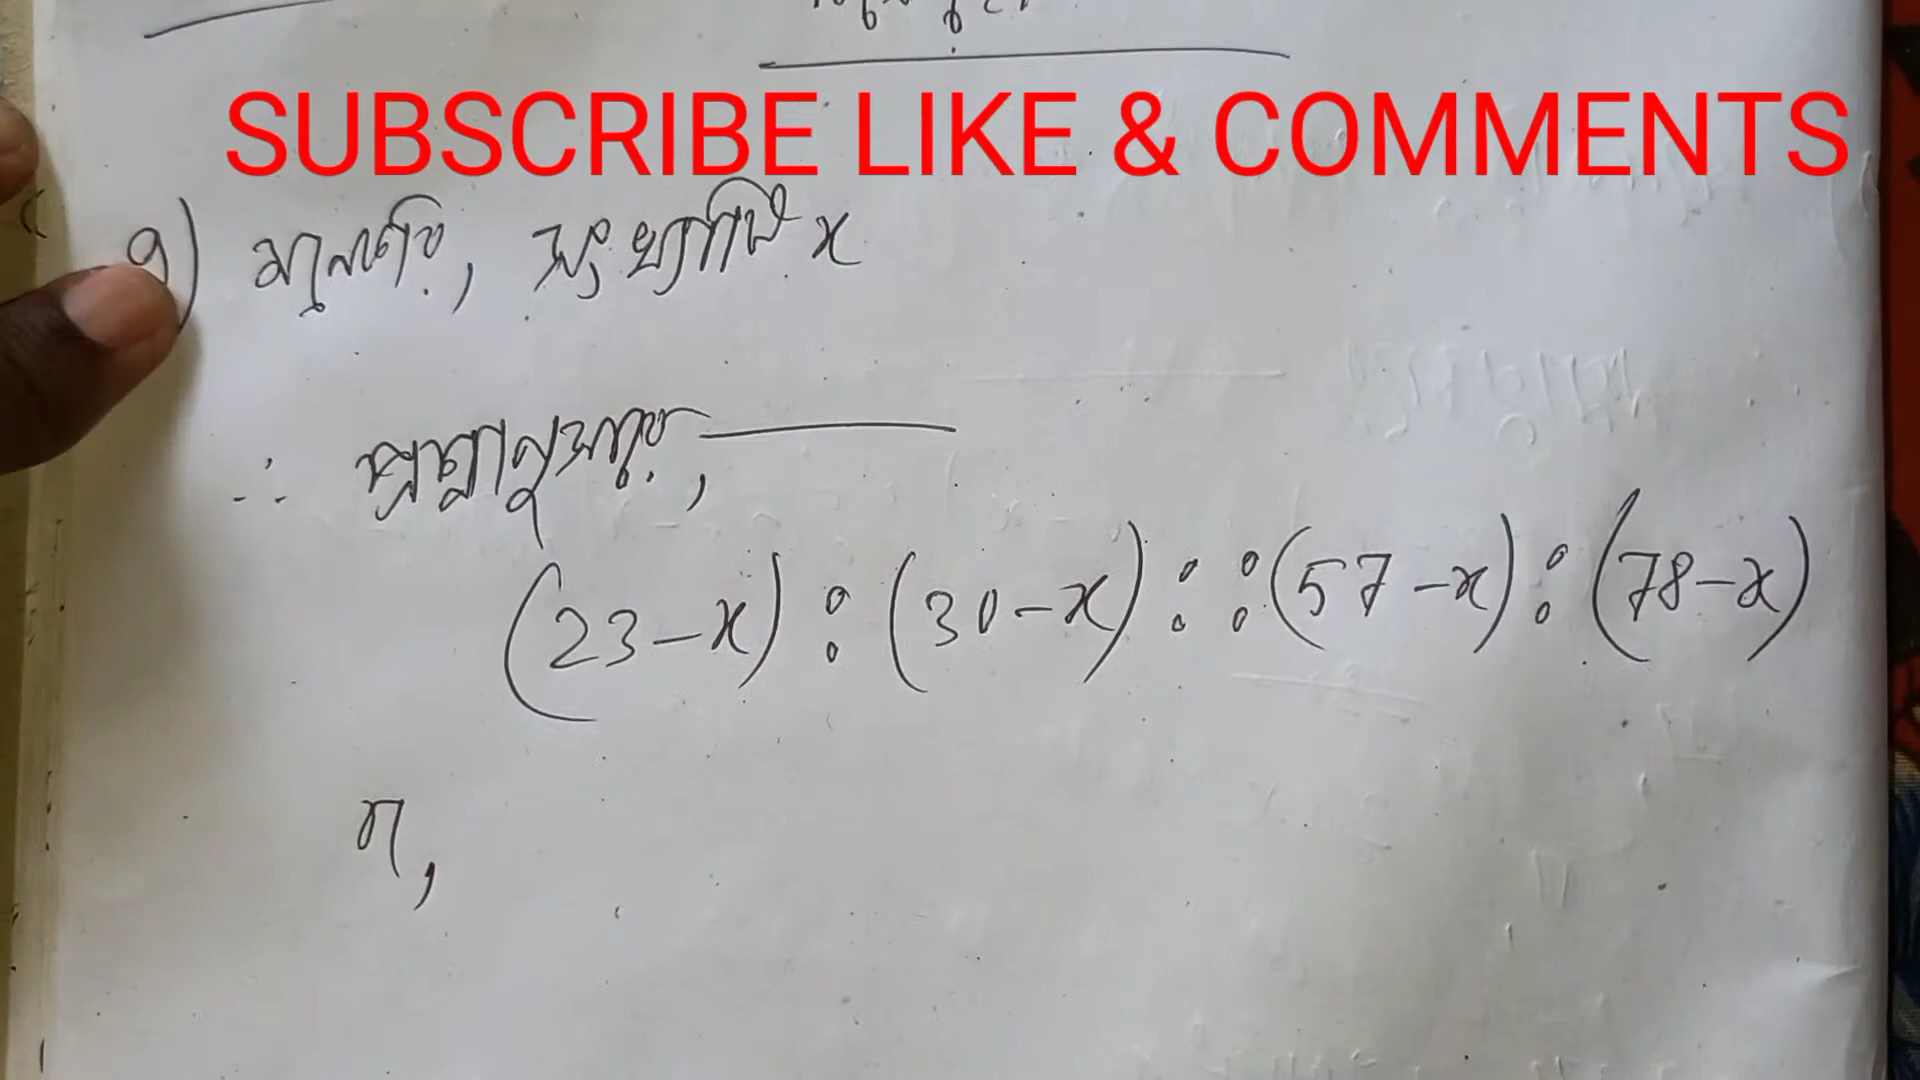 SUBSCRIBE LIKE & COMMENTS
9) মনেকরি, সংখ্যাটি x
∴ প্রশ্নানুসারে,
(23-x) : (30-x) :: (57-x) : (78-x)
বা,